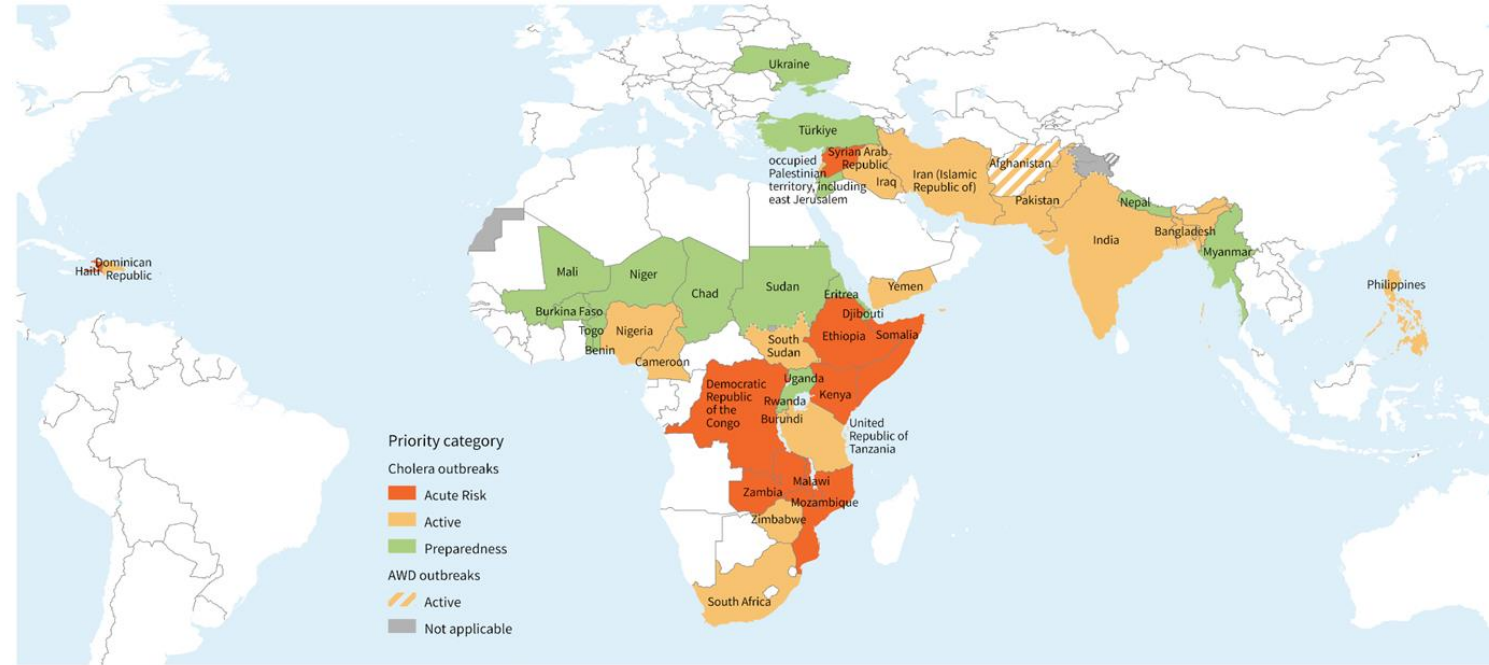 Ukraine
Türkiye
Syrian Arab
Republic
occupied
Palestinian
territory, including
east Jerusalem
Iraq
Iran (Islamic
Republic of)
Afghanistan
Pakistan
Nepal
India
Bangladesh
Myanmar
Philippines
Dominican
Republic
Haiti
Mali
Niger
Chad
Sudan
Eritrea
Yemen
Burkina Faso
Djibouti
Togo
Nigeria
Benin
Cameroon
South
Sudan
Ethiopia
Somalia
Democratic
Republic
of the
Congo
Uganda
Kenya
Rwanda
Burundi
United
Republic of
Tanzania
Malawi
Zambia
Mozambique
Zimbabwe
South Africa
Priority category
Cholera outbreaks
Acute Risk
Active
Preparedness
AWD outbreaks
Active
Not applicable